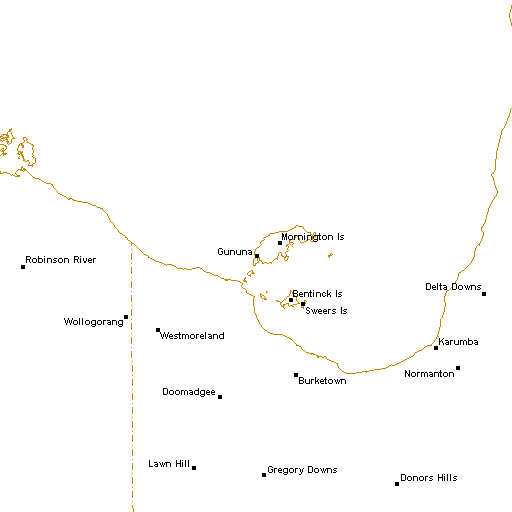 Mornington Is
Gununa
Robinson River
Delta Downs
Bentinck Is
Sweers Is
Wollogorang
Westmoreland
Karumba
Normanton
Burketown
Doomadgee
Lawn Hill
Gregory Downs
Donors Hills